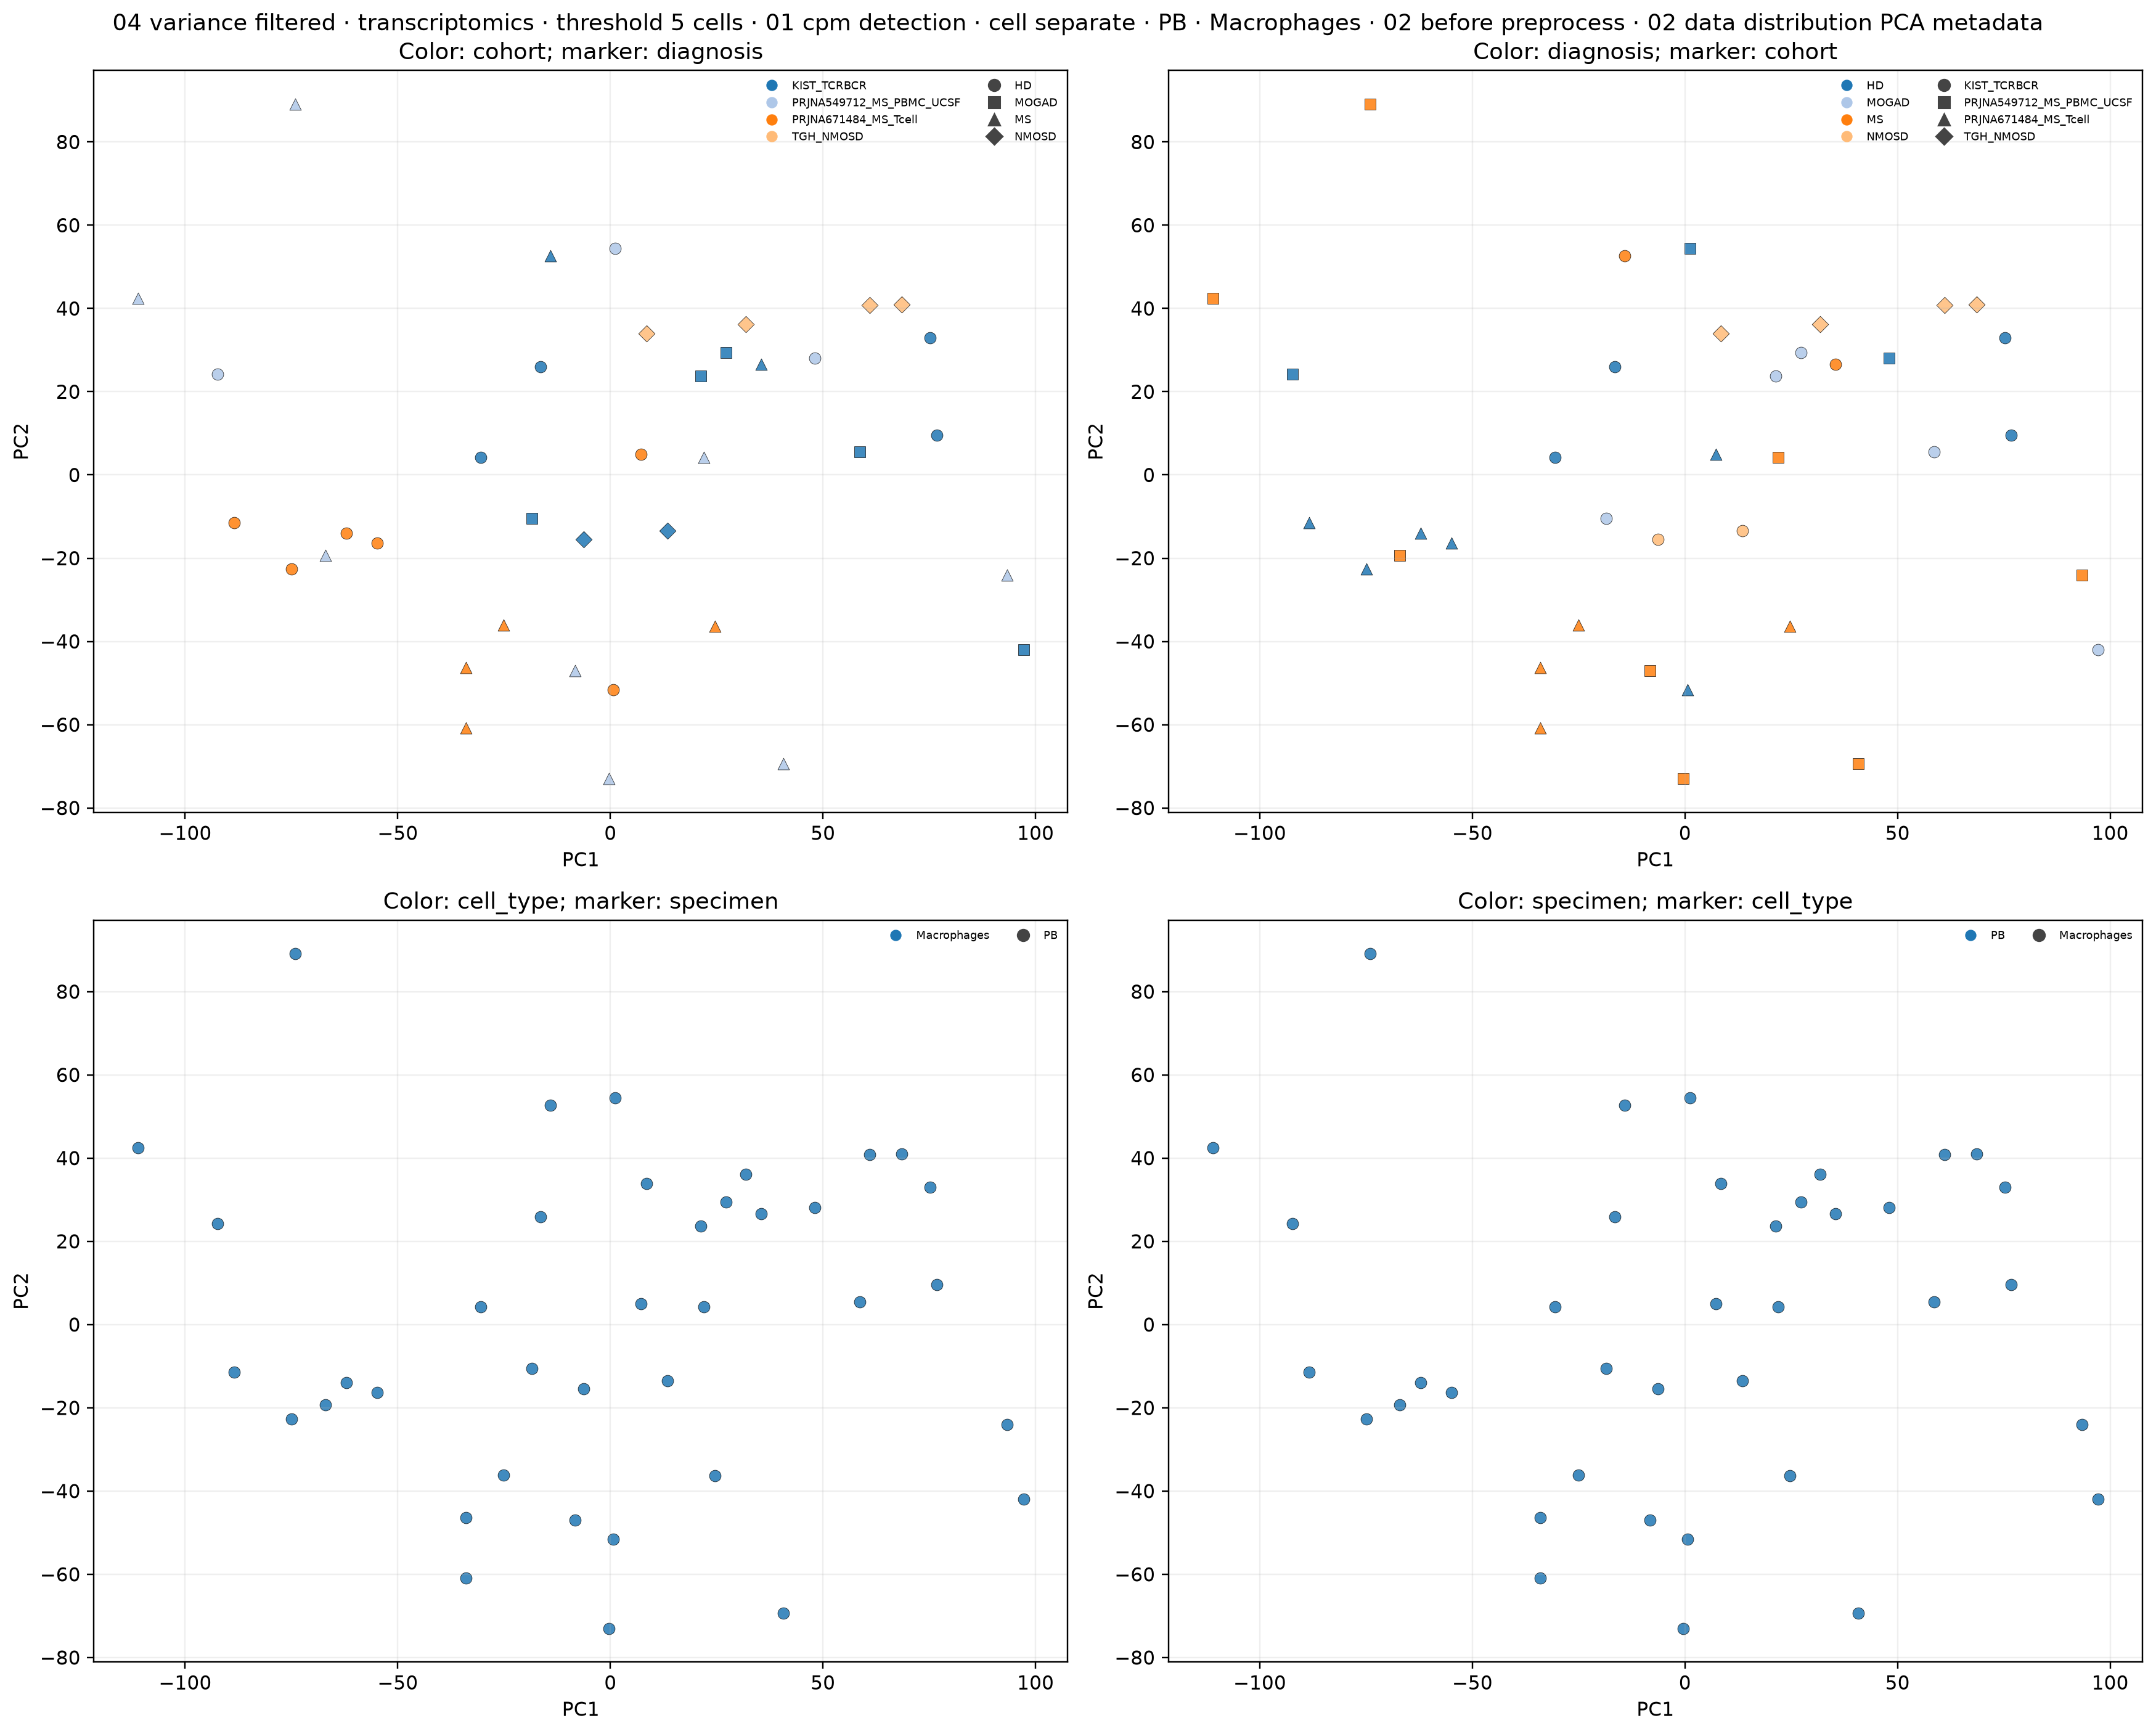 04 variance filtered · transcriptomics · threshold 5 cells · 01 cpm detection · cell separate · PB · Macrophages · 02 before preprocess · 02 data distribution PCA metadata
Color: cohort; marker: diagnosis
KIST_TCRBCR HD
PRJNA549712_MS_PBMC_UCSF MOGAD
PRJNA671484_MS_Tcell MS
TGH_NMOSD NMOSD
80
60
40
20
0
−20
−40
−60
−80
PC2
−100 −50 0 50 100
PC1
Color: diagnosis; marker: cohort
HD KIST_TCRBCR
MOGAD PRJNA549712_MS_PBMC_UCSF
MS PRJNA671484_MS_Tcell
NMOSD TGH_NMOSD
80
60
40
20
0
−20
−40
−60
−80
PC2
−100 −50 0 50 100
PC1
Color: cell_type; marker: specimen
Macrophages PB
80
60
40
20
0
−20
−40
−60
−80
PC2
−100 −50 0 50 100
PC1
Color: specimen; marker: cell_type
PB Macrophages
80
60
40
20
0
−20
−40
−60
−80
PC2
−100 −50 0 50 100
PC1